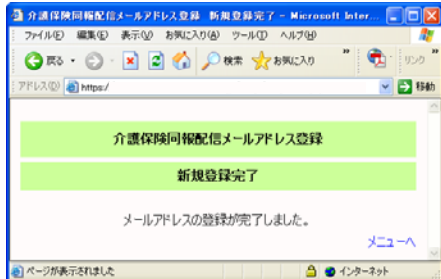 介護保険同報配信メールアドレス登録 新規登録完了 - Microsoft Inter...
ファイル(F) 編集(E) 表示(V) お気に入り(A) ツール(T) ヘルプ(H)
戻る 検索 お気に入り » リンク »
アドレス(D) https:/ 移動
介護保険同報配信メールアドレス登録
新規登録完了
メールアドレスの登録が完了しました。
メニューへ
ページが表示されました インターネット